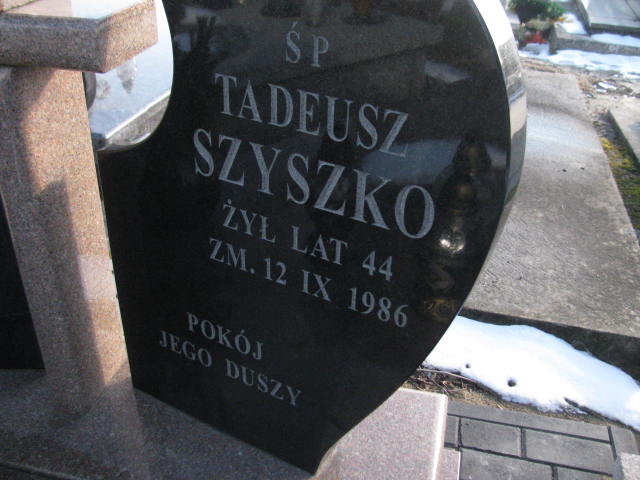 ŚP
TADEUSZ
SZYSZKO
ŻYŁ LAT 44
ZM. 12 IX 1986
POKÓJ
JEGO DUSZY